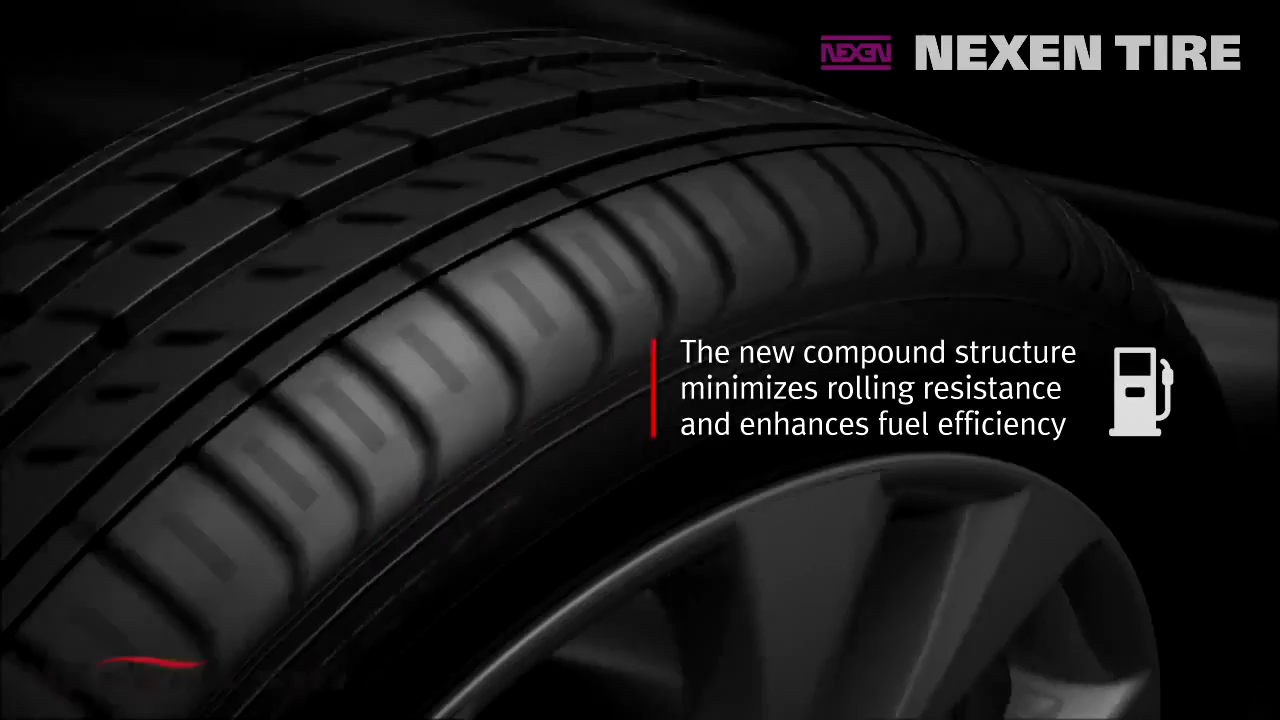 NEXEN NEXEN TIRE
The new compound structure
minimizes rolling resistance
and enhances fuel efficiency